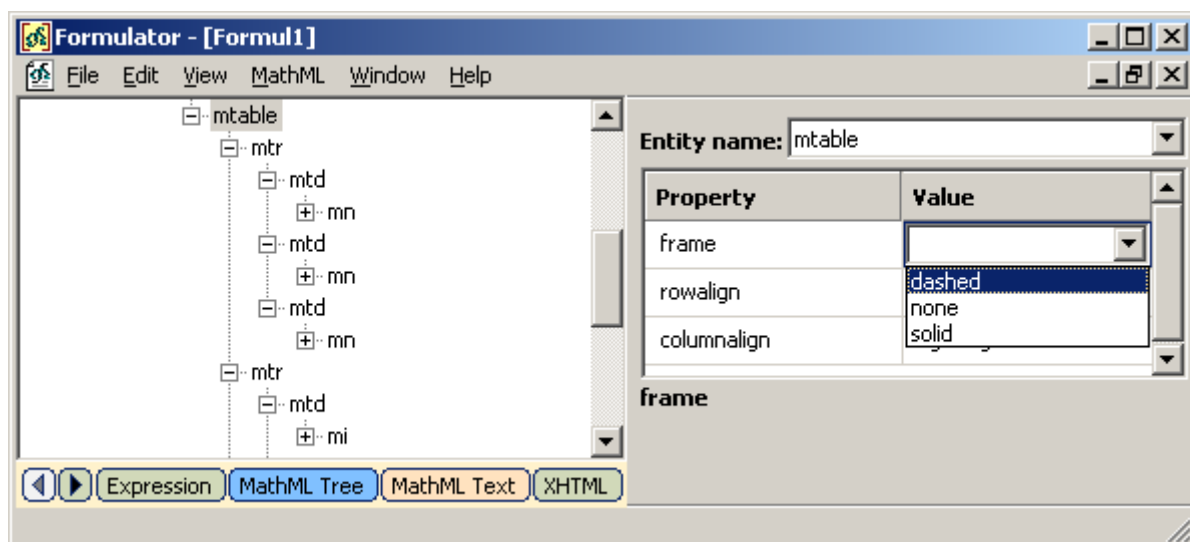 Formulator - [Formul1]
File Edit View MathML Window Help
mtable
mtr
mtd
mn
mtd
mn
mtd
mn
mtr
mtd
mi
Expression MathML Tree MathML Text XHTML
Entity name: mtable
Property Value
frame
dashed
none
solid
rowalign
columnalign
frame